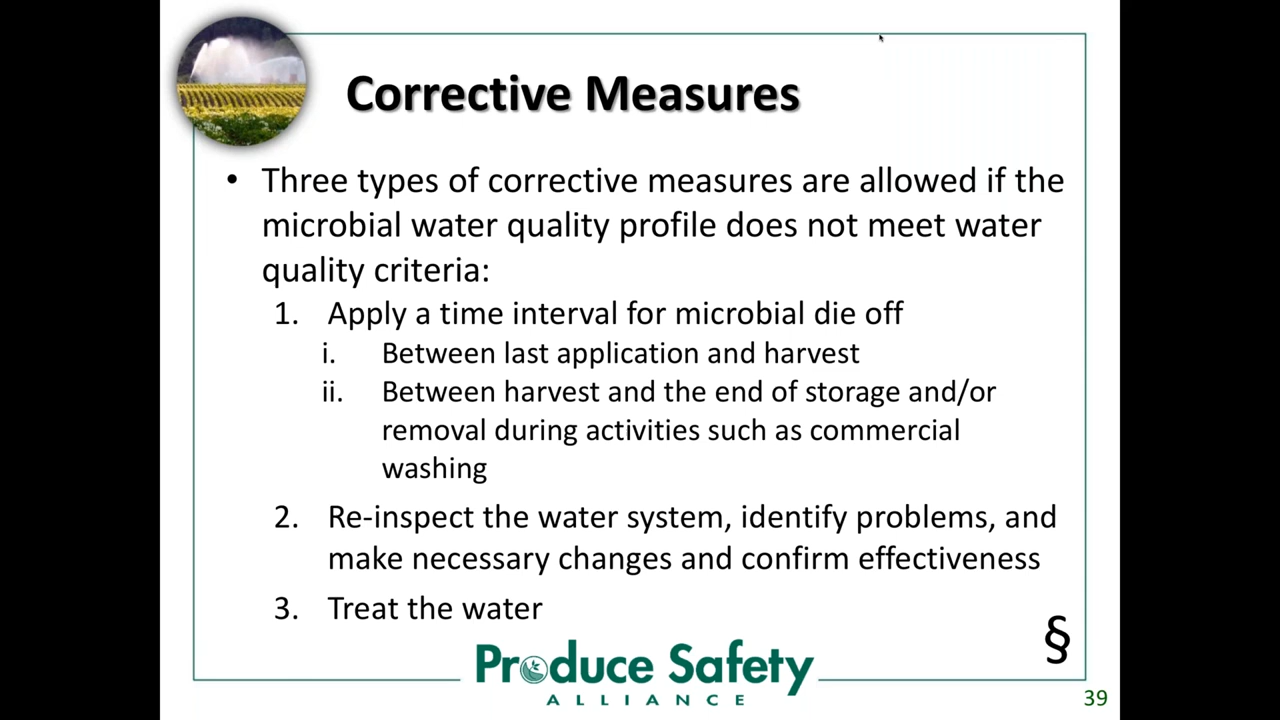 Corrective Measures
• Three types of corrective measures are allowed if the
microbial water quality profile does not meet water
quality criteria:
1. Apply a time interval for microbial die off
i. Between last application and harvest
ii. Between harvest and the end of storage and/or
removal during activities such as commercial
washing
2. Re-inspect the water system, identify problems, and
make necessary changes and confirm effectiveness
3. Treat the water
§
Produce Safety
ALLIANCE
39